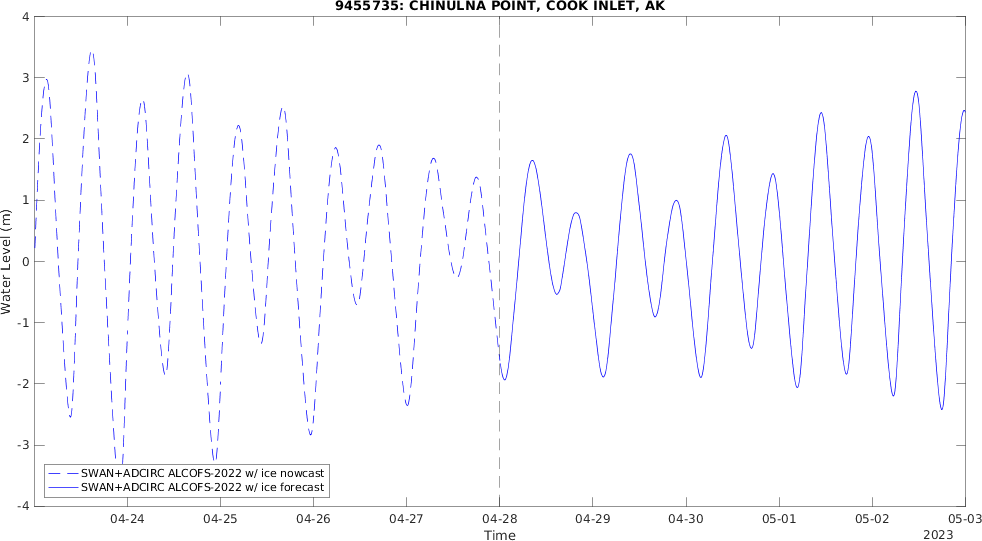 9455735: CHINULNA POINT, COOK INLET, AK
4
3
2
1
0
-1
-2
-3
-4
Water Level (m)
SWAN+ADCIRC ALCOFS-2022 w/ ice nowcast
SWAN+ADCIRC ALCOFS-2022 w/ ice forecast
04-24 04-25 04-26 04-27 04-28 04-29 04-30 05-01 05-02 05-03
Time
2023